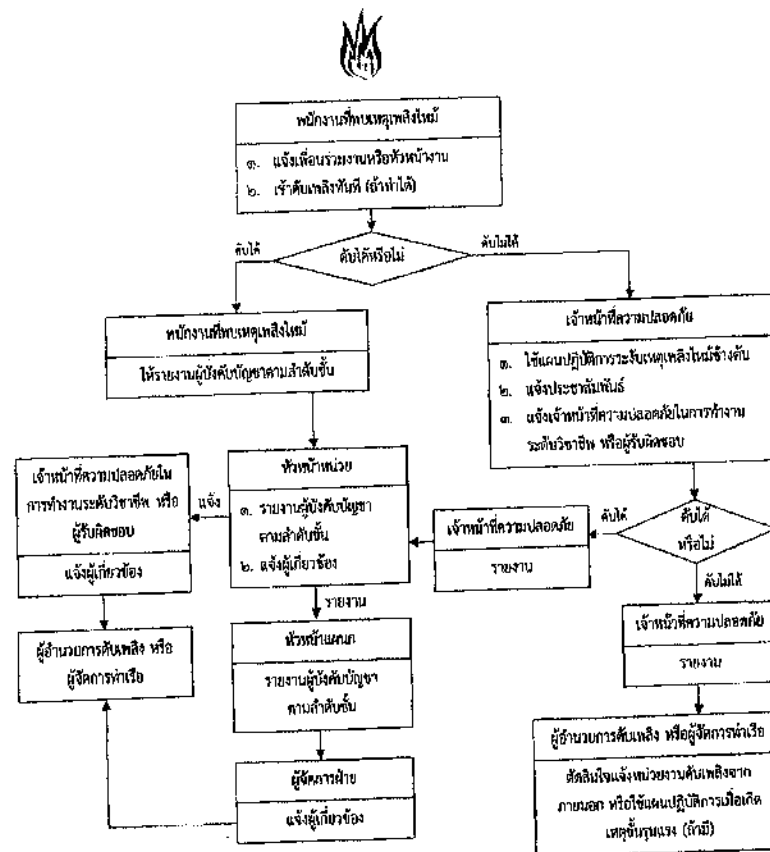 พนักงานที่พบเหตุเพลิงไหม้
๑. แจ้งเพื่อนร่วมงานหรือหัวหน้างาน
๒. เข้าดับเพลิงทันที (ถ้าทำได้)
ดับได้
ดับได้หรือไม่
ดับไม่ได้
พนักงานที่พบเหตุเพลิงไหม้
ให้รายงานผู้บังคับบัญชาตามลำดับชั้น
เจ้าหน้าที่ความปลอดภัย
๑. ใช้แผนปฏิบัติการระงับเหตุเพลิงไหม้ข้างต้น
๒. แจ้งประชาสัมพันธ์
๓. แจ้งเจ้าหน้าที่ความปลอดภัยในการทำงาน
ระดับวิชาชีพ หรือผู้รับผิดชอบ
เจ้าหน้าที่ความปลอดภัยใน
การทำงานระดับวิชาชีพ หรือ
ผู้รับผิดชอบ
แจ้งผู้เกี่ยวข้อง
แจ้ง
หัวหน้าหน่วย
๑. รายงานผู้บังคับบัญชา
ตามลำดับชั้น
๒. แจ้งผู้เกี่ยวข้อง
เจ้าหน้าที่ความปลอดภัย
รายงาน
ดับได้
ดับได้
หรือไม่
ดับไม่ได้
รายงาน
ผู้อำนวยการดับเพลิง หรือ
ผู้จัดการท่าเรือ
หัวหน้าแผนก
รายงานผู้บังคับบัญชา
ตามลำดับชั้น
เจ้าหน้าที่ความปลอดภัย
รายงาน
ผู้จัดการฝ่าย
แจ้งผู้เกี่ยวข้อง
ผู้อำนวยการดับเพลิง หรือผู้จัดการท่าเรือ
ตัดสินใจแจ้งหน่วยงานดับเพลิงจาก
ภายนอก หรือใช้แผนปฏิบัติการเมื่อเกิด
เหตุขั้นรุนแรง (ถ้ามี)